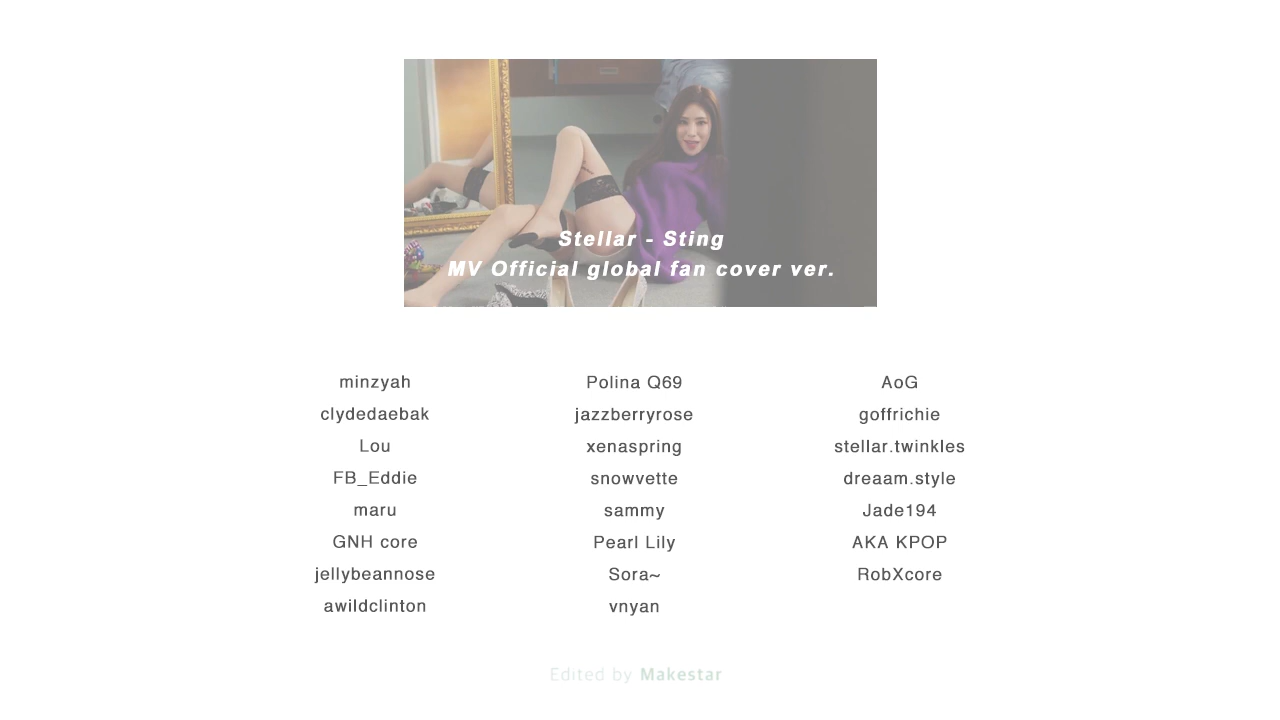 Stellar - Sting
MV Official global fan cover ver.
minzyah
clydedaebak
Lou
FB_Eddie
maru
GNH core
jellybeannose
awildclinton
Polina Q69
jazzberryrose
xenaspring
snowvette
sammy
Pearl Lily
Sora~
vnyan
AoG
goffrichie
stellar.twinkles
dreaam.style
Jade194
AKA KPOP
RobXcore
Edited by Makestar